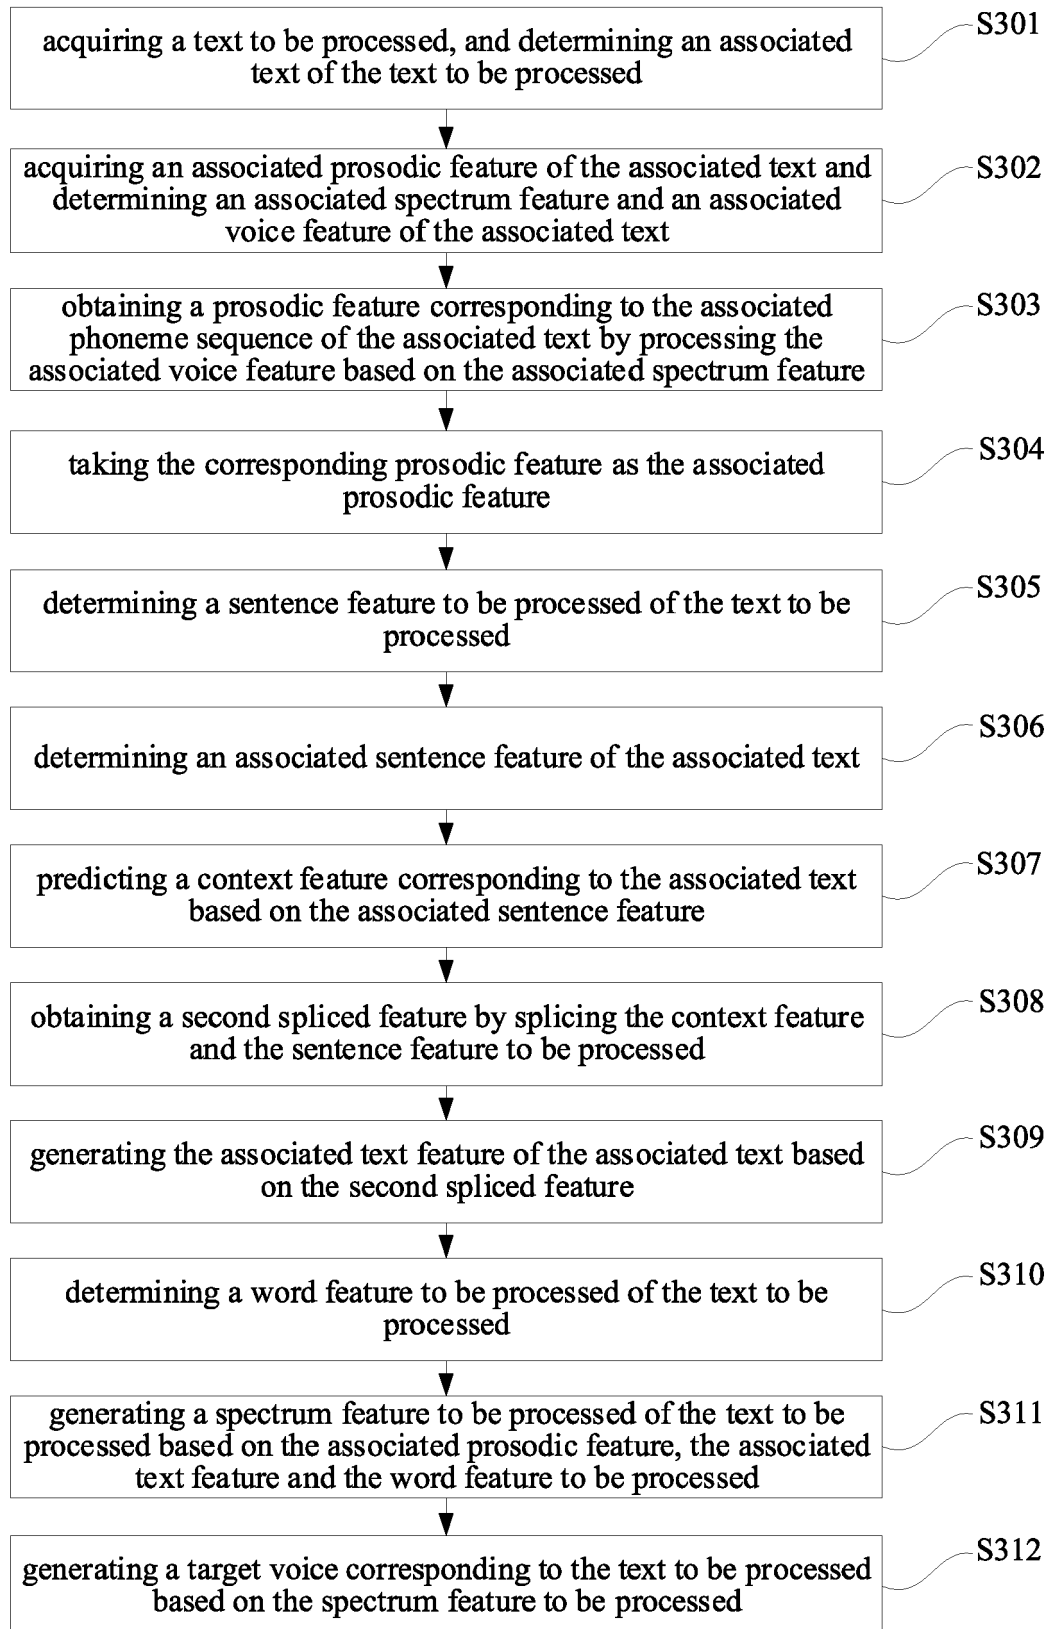 acquiring a text to be processed, and determining an associated
text of the text to be processed
S301
acquiring an associated prosodic feature of the associated text and
determining an associated spectrum feature and an associated
voice feature of the associated text
S302
obtaining a prosodic feature corresponding to the associated
phoneme sequence of the associated text by processing the
associated voice feature based on the associated spectrum feature
S303
taking the corresponding prosodic feature as the associated
prosodic feature
S304
determining a sentence feature to be processed of the text to be
processed
S305
determining an associated sentence feature of the associated text
S306
predicting a context feature corresponding to the associated text
based on the associated sentence feature
S307
obtaining a second spliced feature by splicing the context feature
and the sentence feature to be processed
S308
generating the associated text feature of the associated text based
on the second spliced feature
S309
determining a word feature to be processed of the text to be
processed
S310
generating a spectrum feature to be processed of the text to be
processed based on the associated prosodic feature, the associated
text feature and the word feature to be processed
S311
generating a target voice corresponding to the text to be processed
based on the spectrum feature to be processed
S312